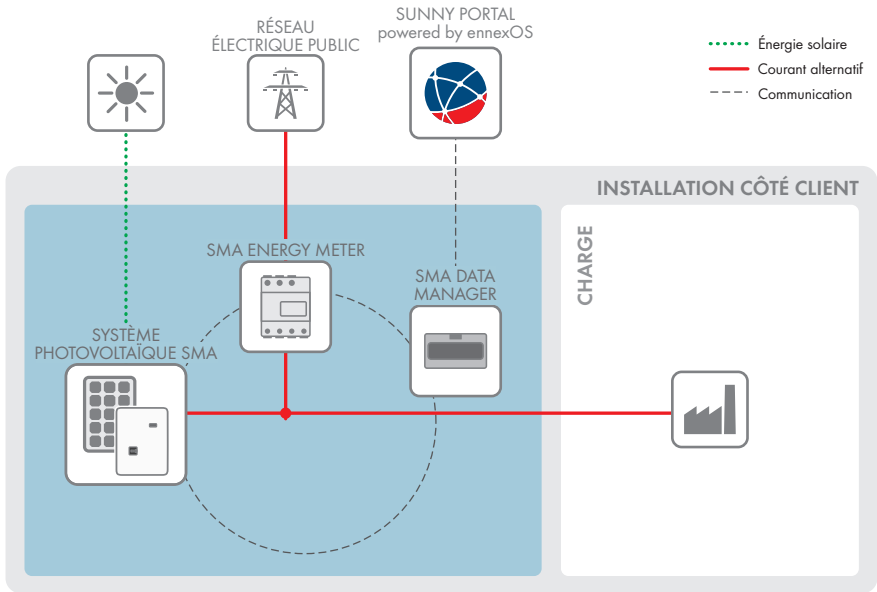 RÉSEAU
ÉLECTRIQUE PUBLIC
SUNNY PORTAL
powered by ennexOS
Énergie solaire
Courant alternatif
Communication
INSTALLATION CÔTÉ CLIENT
SMA ENERGY METER
SMA DATA
MANAGER
CHARGE
SYSTÈME
PHOTOVOLTAÏQUE SMA